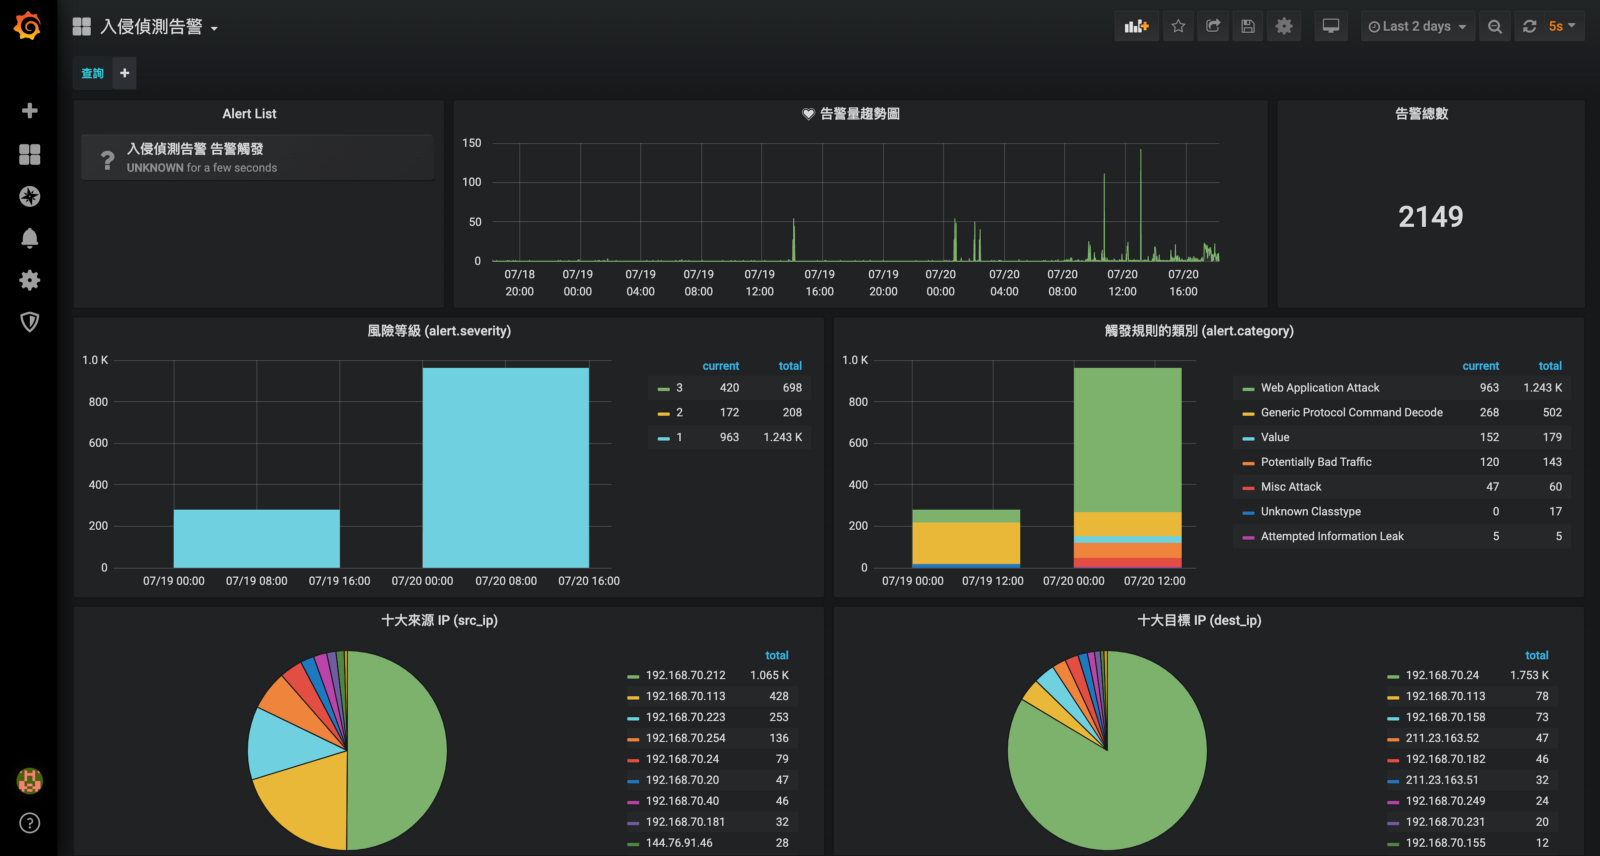 入侵偵測告警
Last 2 days
5s
查詢
Alert List
入侵偵測告警 告警觸發
UNKNOWN for a few seconds
告警量趨勢圖
150
100
50
0
07/18 20:00
07/19 00:00
07/19 04:00
07/19 08:00
07/19 12:00
07/19 16:00
07/19 20:00
07/20 00:00
07/20 04:00
07/20 08:00
07/20 12:00
07/20 16:00
告警總數
2149
風險等級 (alert.severity)
1.0 K
800
600
400
200
0
07/19 00:00
07/19 08:00
07/19 16:00
07/20 00:00
07/20 08:00
07/20 16:00
current total
3 420 698
2 172 208
1 963 1.243 K
觸發規則的類別 (alert.category)
1.0 K
800
600
400
200
0
07/19 00:00
07/19 12:00
07/20 00:00
07/20 12:00
current total
Web Application Attack 963 1.243 K
Generic Protocol Command Decode 268 502
Value 152 179
Potentially Bad Traffic 120 143
Misc Attack 47 60
Unknown Classtype 0 17
Attempted Information Leak 5 5
十大來源 IP (src_ip)
total
192.168.70.212 1.065 K
192.168.70.113 428
192.168.70.223 253
192.168.70.254 136
192.168.70.24 79
192.168.70.20 47
192.168.70.40 46
192.168.70.181 32
144.76.91.46 28
十大目標 IP (dest_ip)
total
192.168.70.24 1.753 K
192.168.70.113 78
192.168.70.158 73
211.23.163.52 47
192.168.70.182 46
211.23.163.51 32
192.168.70.249 24
192.168.70.231 20
192.168.70.155 12